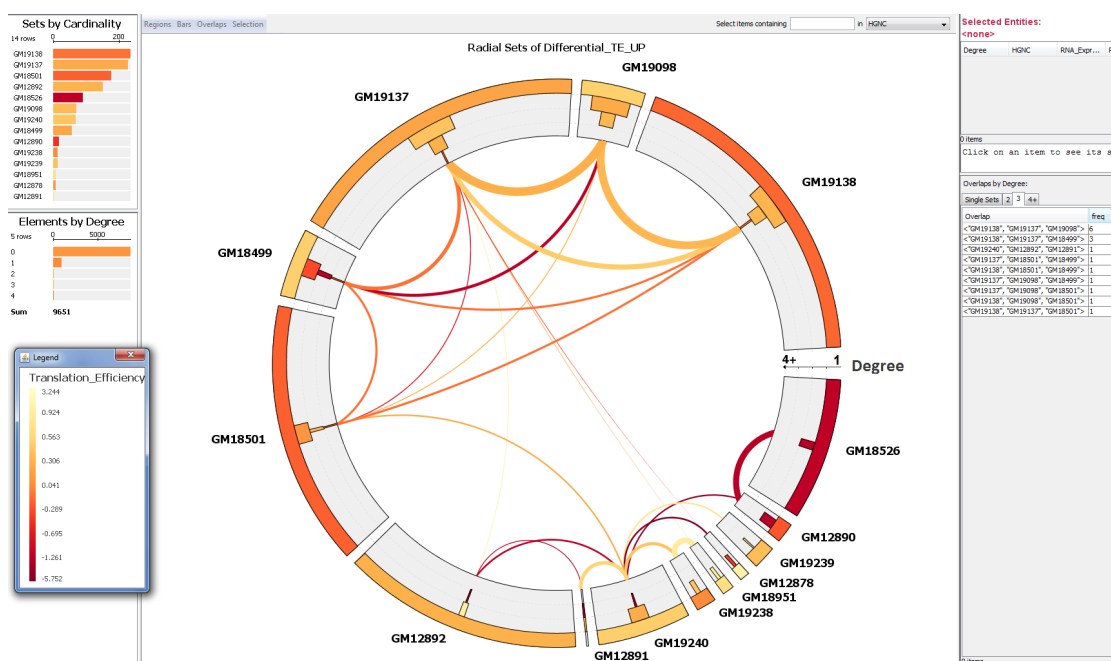 Sets by Cardinality
14 rows 0 200
GM19138
GM19137
GM18501
GM12892
GM18526
GM19098
GM19240
GM18499
GM12890
GM19238
GM19239
GM18951
GM12878
GM12891
Elements by Degree
5 rows 0 5000
0
1
2
3
4
Sum 9651
Legend
Translation_Efficiency
3.244
0.924
0.563
0.306
0.041
-0.289
-0.695
-1.261
-5.752
Regions Bars Overlaps Selection
Select items containing in HGNC
Radial Sets of Differential_TE_UP
GM19098
GM19137
GM19138
GM18499
4+ 1 Degree
GM18501
GM18526
GM12890
GM19239
GM12878
GM18951
GM19238
GM12892
GM19240
GM12891
Selected Entities:
<none>
Degree HGNC RNA_Expr...
0 items
Click on an item to see its s
Overlaps by Degree:
Single Sets 2 3 4+
Overlap freq
<"GM19138", "GM19137", "GM19098"> 6
<"GM19138", "GM19137", "GM18499"> 3
<"GM19240", "GM12892", "GM12891"> 1
<"GM19137", "GM18501", "GM18499"> 1
<"GM19138", "GM18501", "GM18499"> 1
<"GM19137", "GM19098", "GM18499"> 1
<"GM19137", "GM19098", "GM18501"> 1
<"GM19138", "GM19098", "GM18501"> 1
<"GM19138", "GM19137", "GM18501"> 1